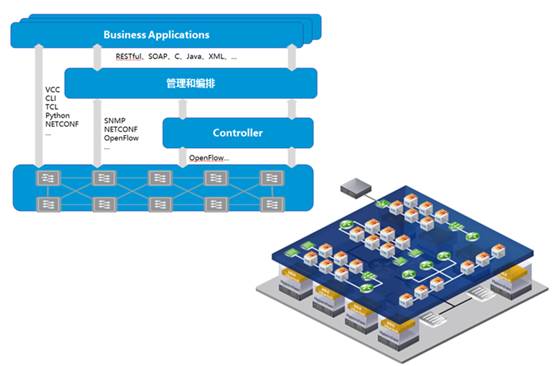 Business Applications
RESTful、SOAP、C、Java、XML、...
管理和编排
VCC
CLI
TCL
Python
NETCONF
...
SNMP
NETCONF
OpenFlow
...
Controller
OpenFlow...